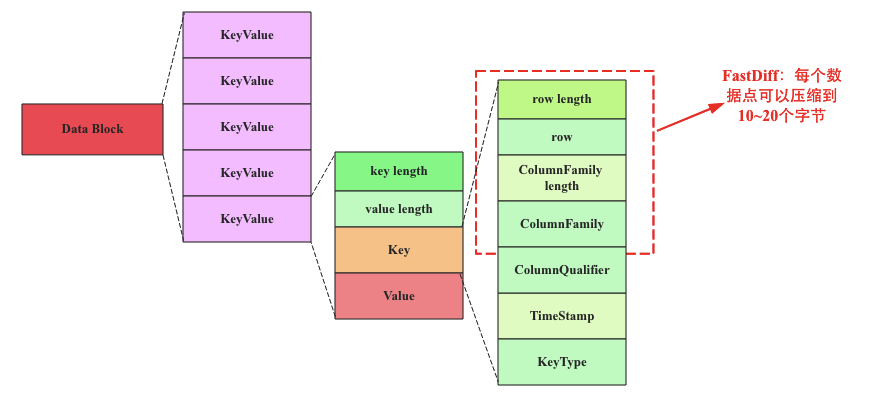 Data Block
KeyValue
KeyValue
KeyValue
KeyValue
KeyValue
key length
value length
Key
Value
row length
row
ColumnFamily
length
ColumnFamily
ColumnQualifier
TimeStamp
KeyType
FastDiff：每个数
据点可以压缩到
10~20个字节